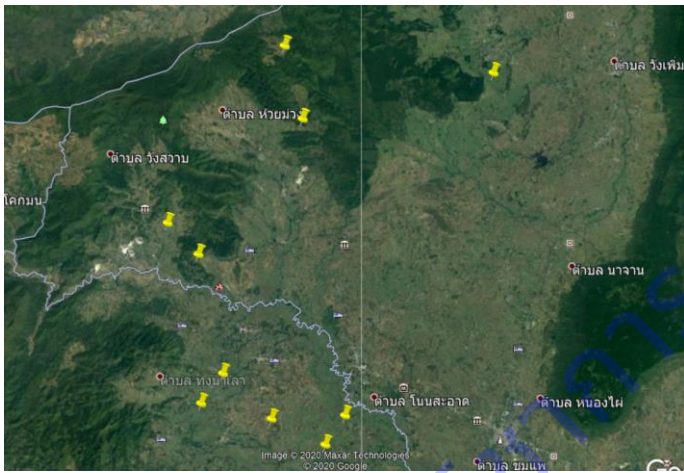 ตำบล วังเพิ่ม
ตำบล ห้วยม่วง
ตำบล วังสวาบ
โคกมน
ตำบล นาจาน
ตำบล ทุ่งนาเลา
ตำบล โนนสะอาด
ตำบล หนองไผ่
ตำบล ชุมแพ
Image © 2020 Maxar Technologies
© 2020 Google